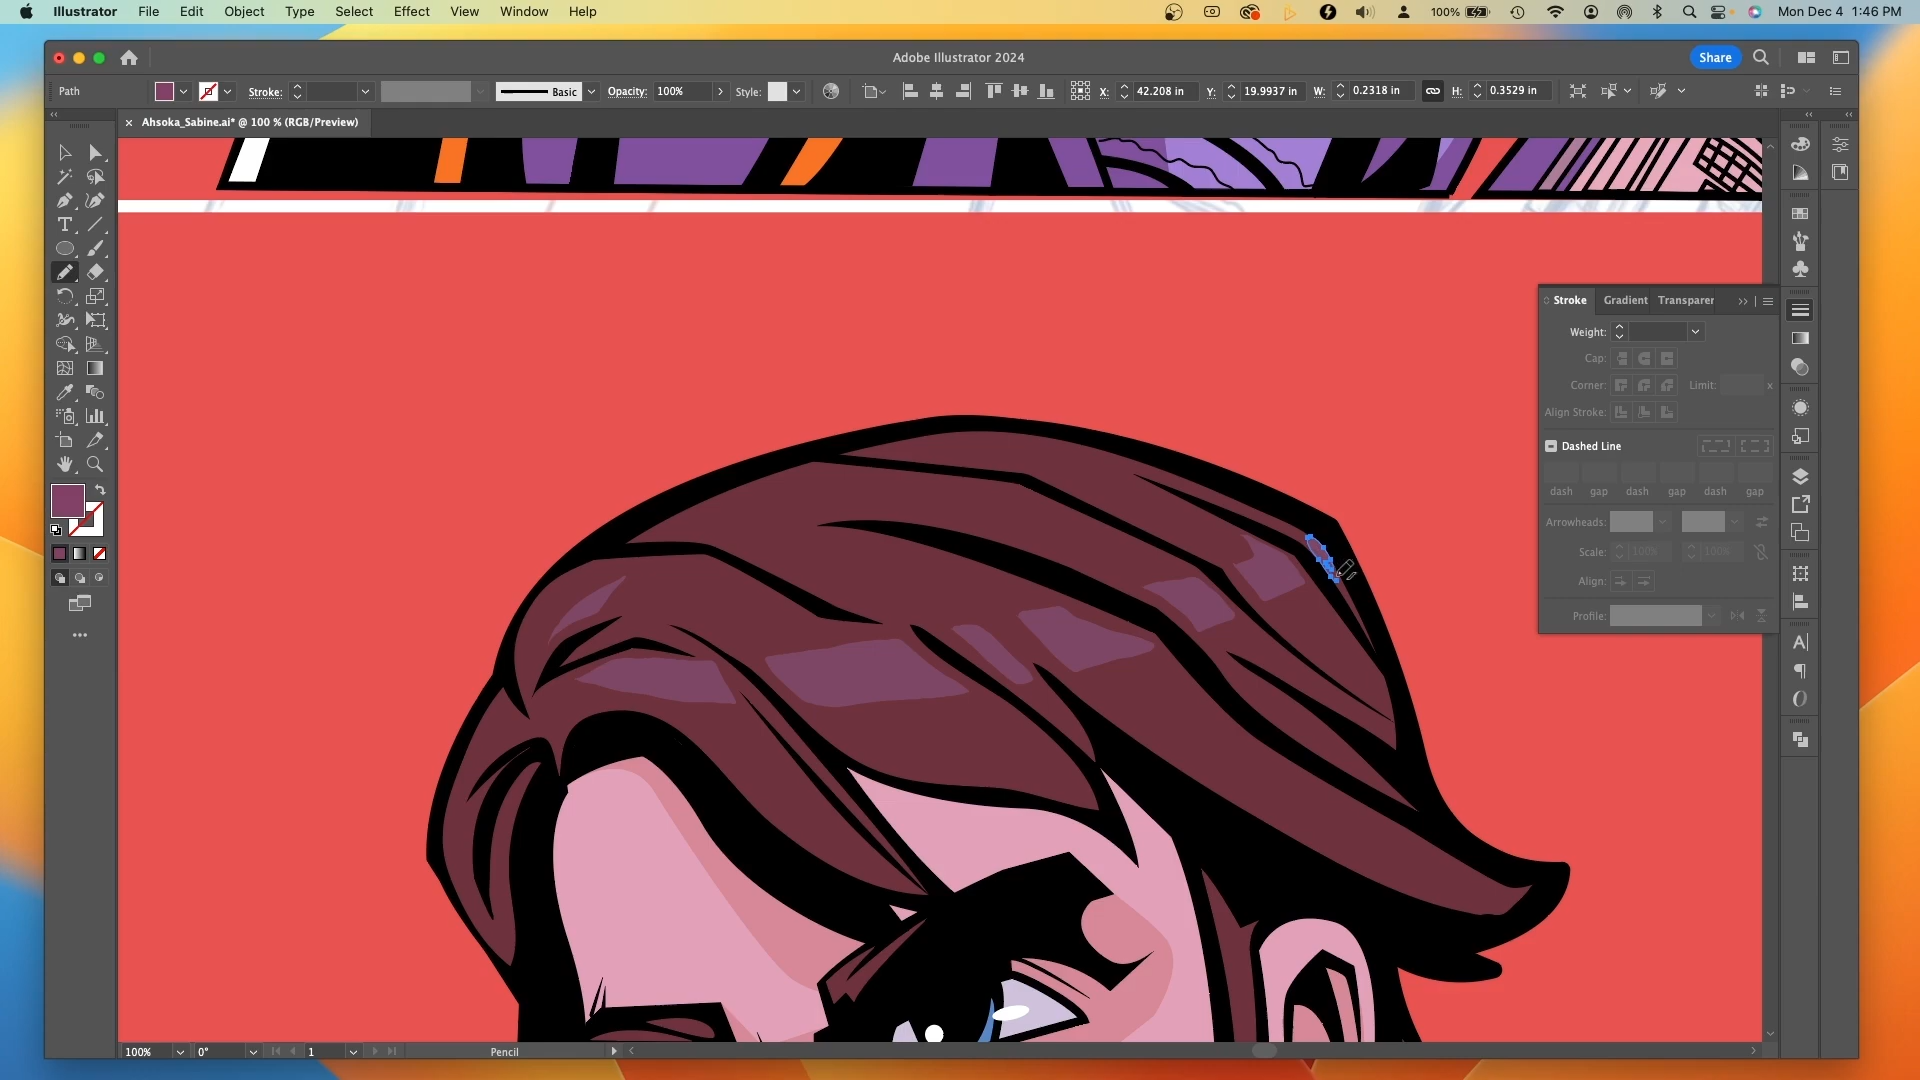 Illustrator File Edit Object Type Select Effect View Window Help 100% Mon Dec 4 1:46 PM
Adobe Illustrator 2024 Share
Path Stroke: Basic Opacity: 100% Style: X: 42.208 in Y: 19.9937 in W: 0.2318 in H: 0.3529 in
× Ahsoka_Sabine.ai* @ 100 % (RGB/Preview)
Stroke Gradient Transparer
Weight:
Cap:
Corner: Limit: x
Align Stroke:
Dashed Line
dash gap dash gap dash gap
Arrowheads:
Scale: 100% 100%
Align:
Profile:
100% 0° 1 Pencil